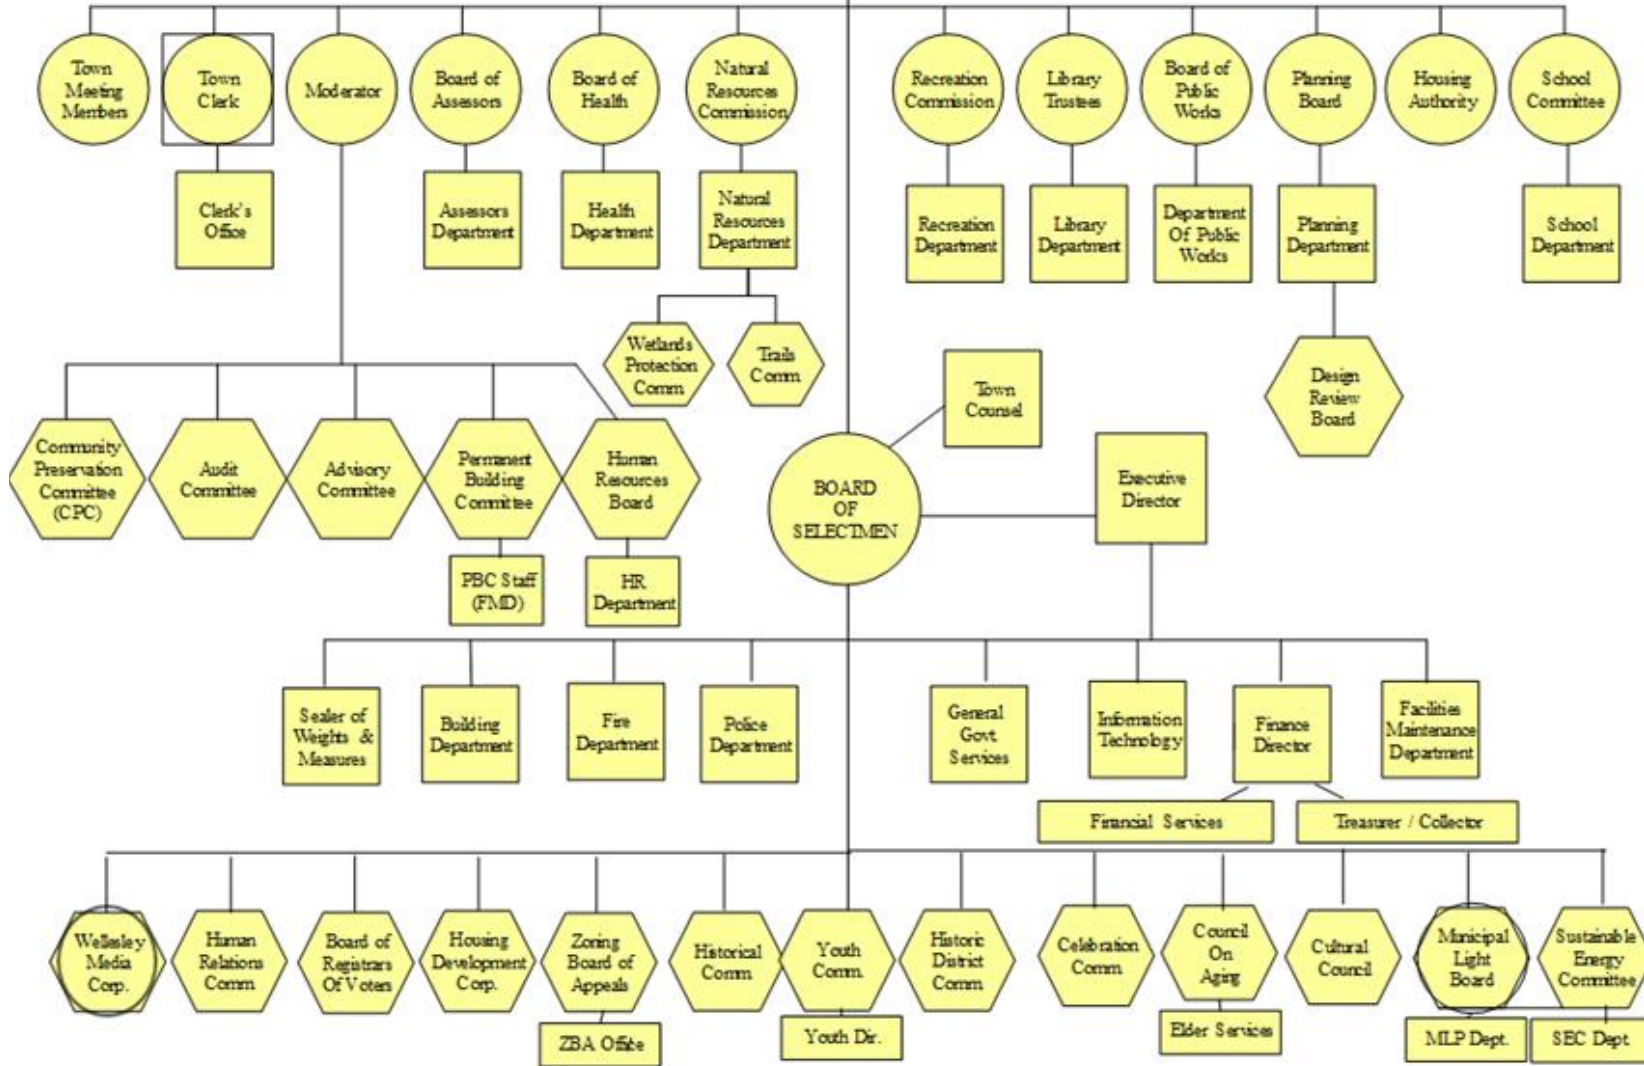 Town
Meeting
Members
Town
Clerk
Moderator
Board of
Assessors
Board of
Health
Natural
Resources
Commission
Recreation
Commission
Library
Trustees
Board of
Public
Works
Planning
Board
Housing
Authority
School
Committee
Clerk's
Office
Assessors
Department
Health
Department
Natural
Resources
Department
Recreation
Department
Library
Department
Department
Of Public
Works
Planning
Department
School
Department
Wetlands
Protection
Comm
Trails
Comm
Design
Review
Board
Town
Counsel
Community
Preservation
Committee
(CPC)
Audit
Committee
Advisory
Committee
Permanent
Building
Committee
Human
Resources
Board
BOARD
OF
SELECTMEN
Executive
Director
PBC Staff
(FMD)
HR
Department
Sealer of
Weights &
Measures
Building
Department
Fire
Department
Police
Department
General
Govt.
Services
Information
Technology
Finance
Director
Facilities
Maintenance
Department
Financial Services
Treasurer / Collector
Wellesley
Media
Corp.
Human
Relations
Comm
Board of
Registrars
Of Voters
Housing
Development
Corp.
Zoning
Board of
Appeals
Historical
Comm
Youth
Comm.
Historic
District
Comm
Celebration
Comm
Council
On
Aging
Cultural
Council
Municipal
Light
Board
Sustainable
Energy
Committee
ZBA Office
Youth Dir.
Elder Services
MLP Dept.
SEC Dept